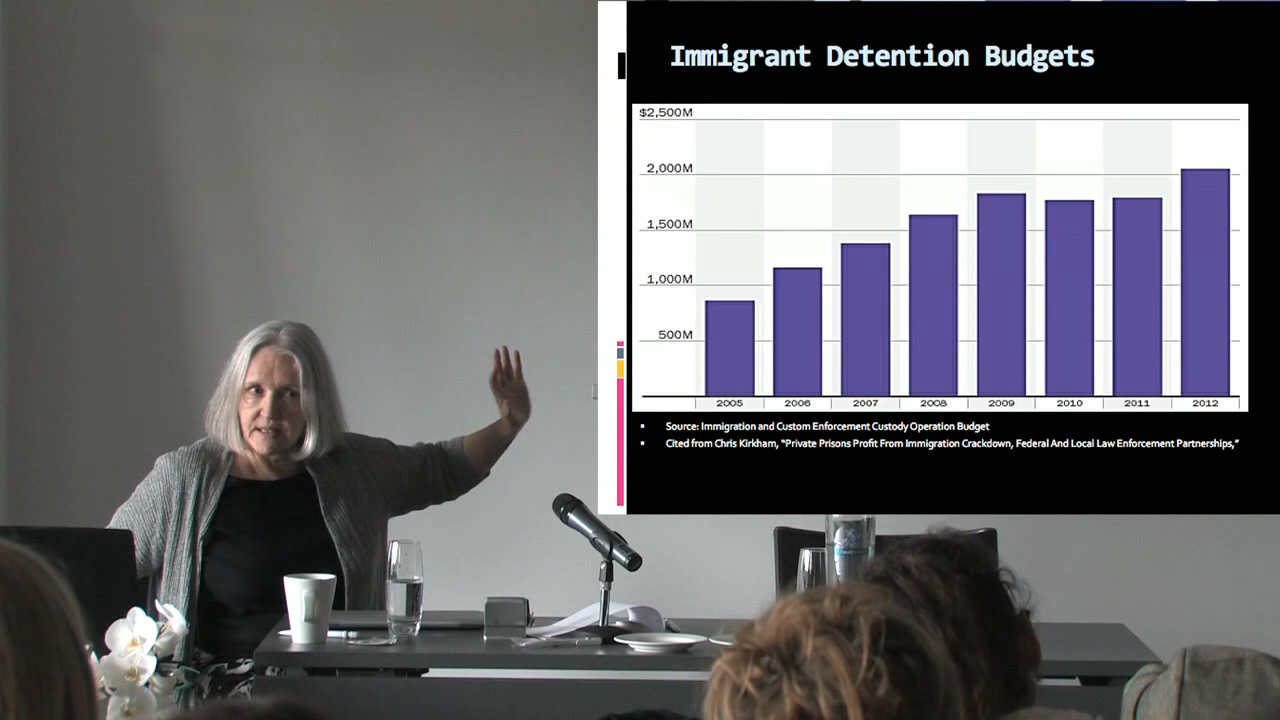 Immigrant Detention Budgets
$2,500M
2,000M
1,500M
1,000M
500M
2005 2006 2007 2008 2009 2010 2011 2012
Source: Immigration and Custom Enforcement Custody Operation Budget
Cited from Chris Kirkham, “Private Prisons Profit From Immigration Crackdown, Federal And Local Law Enforcement Partnerships,”